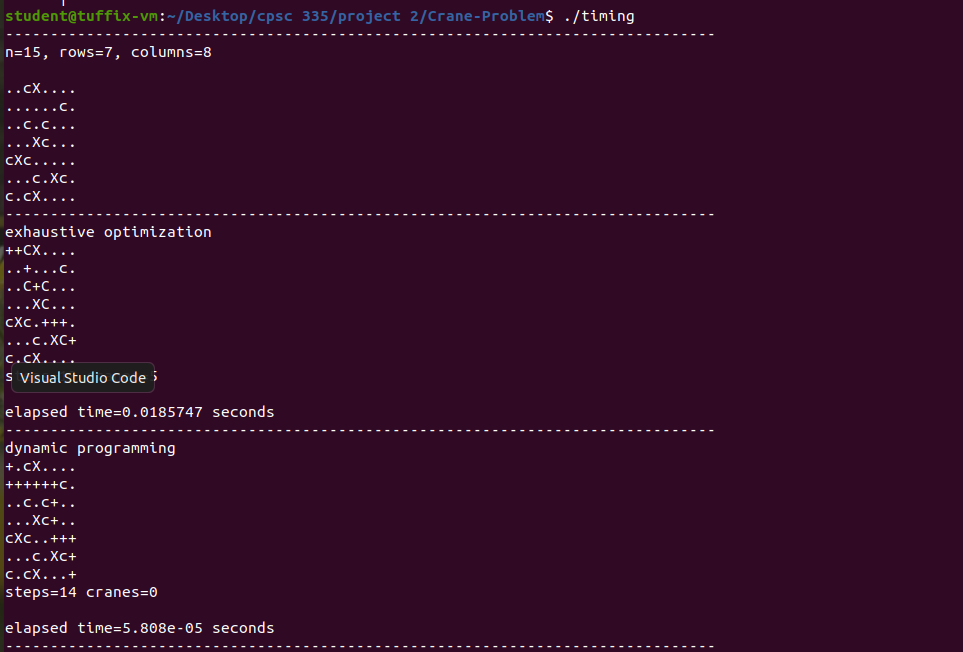 student@tuffix-vm:~/Desktop/cpsc 335/project 2/Crane-Problem$ ./timing
-------------------------------------------------------------------------------
n=15, rows=7, columns=8
..cX....
......c.
..c.c...
...Xc...
cXc.....
...c.Xc.
c.cX....
-------------------------------------------------------------------------------
exhaustive optimization
++CX....
..+...c.
..C+C...
...XC...
cXc.+++.
...c.XC+
c.cX....
s Visual Studio Code 5
elapsed time=0.0185747 seconds
-------------------------------------------------------------------------------
dynamic programming
+.cX....
++++++c.
..c.c+..
...Xc+..
cXc..+++
...c.Xc+
c.cX...+
steps=14 cranes=0
elapsed time=5.808e-05 seconds
-------------------------------------------------------------------------------